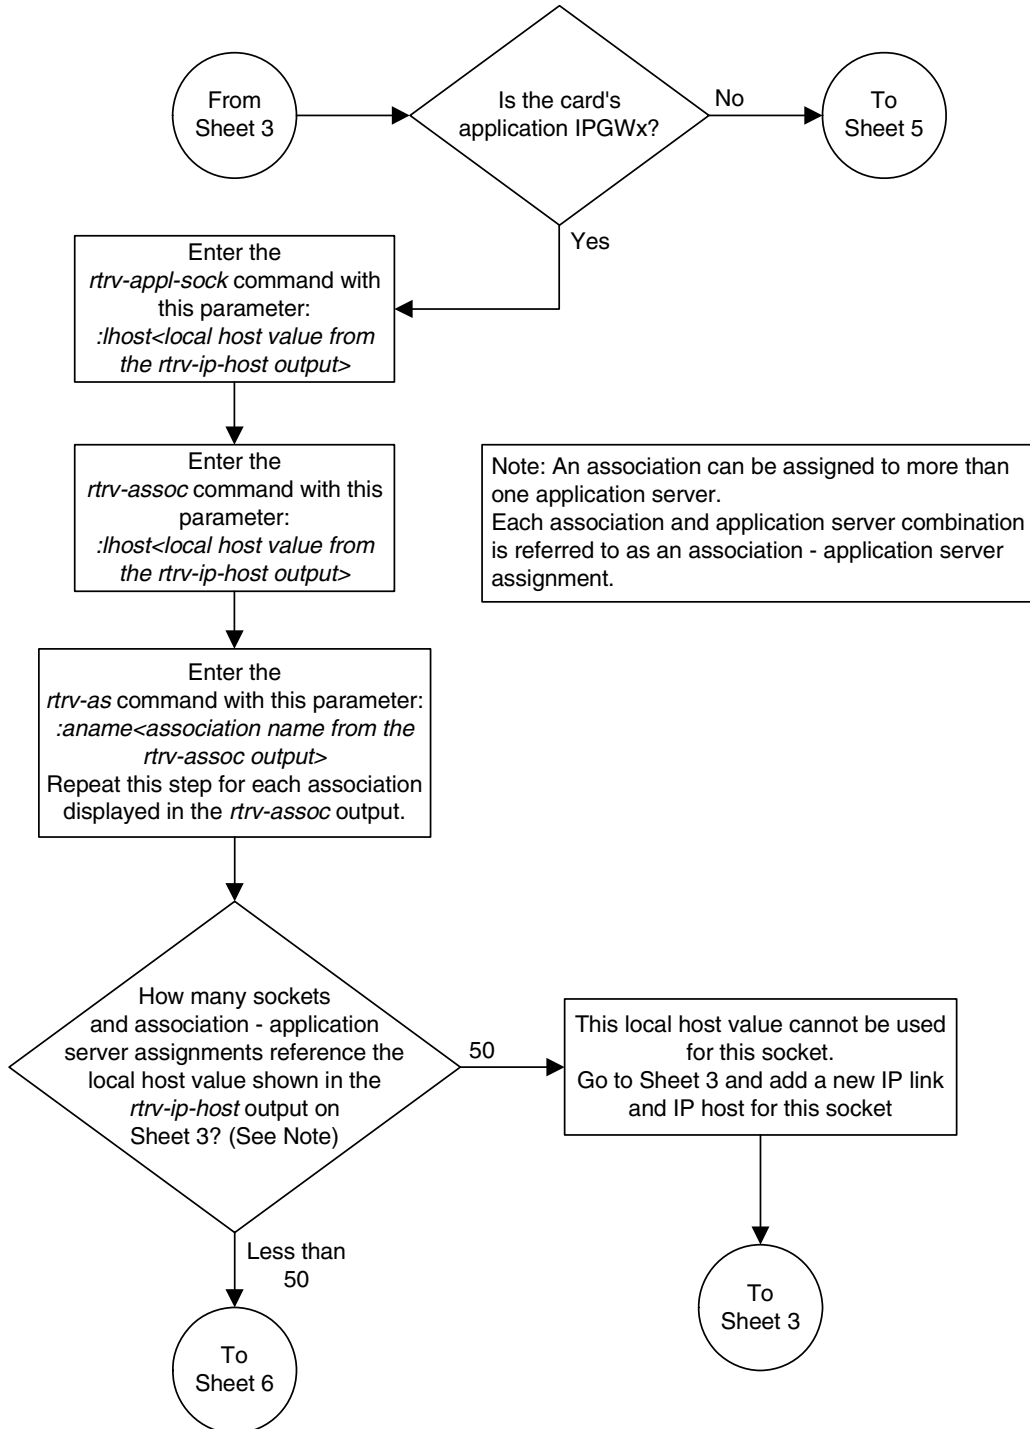 From
Sheet 3
Is the card's
application IPGWx?
No
To
Sheet 5
Yes
Enter the
rtrv-appl-sock command with
this parameter:
:lhost<local host value from
the rtrv-ip-host output>
Enter the
rtrv-assoc command with this
parameter:
:lhost<local host value from
the rtrv-ip-host output>
Note: An association can be assigned to more than
one application server.
Each association and application server combination
is referred to as an association - application server
assignment.
Enter the
rtrv-as command with this parameter:
:aname<association name from the
rtrv-assoc output>
Repeat this step for each association
displayed in the rtrv-assoc output.
How many sockets
and association - application
server assignments reference the
local host value shown in the
rtrv-ip-host output on
Sheet 3? (See Note)
50
This local host value cannot be used
for this socket.
Go to Sheet 3 and add a new IP link
and IP host for this socket
Less than
50
To
Sheet 3
To
Sheet 6